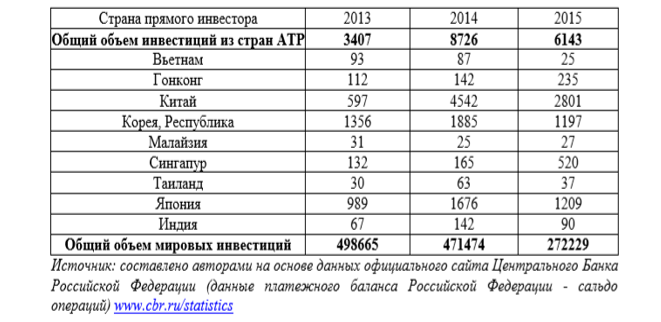 Страна прямого инвестора 2013 2014 2015
Общий объем инвестиций из стран АТР 3407 8726 6143
Вьетнам 93 87 25
Гонконг 112 142 235
Китай 597 4542 2801
Корея, Республика 1356 1885 1197
Малайзия 31 25 27
Сингапур 132 165 520
Таиланд 30 63 37
Япония 989 1676 1209
Индия 67 142 90
Общий объем мировых инвестиций 498665 471474 272229
Источник: составлено авторами на основе данных официального сайта Центрального Банка
Российской Федерации (данные платежного баланса Российской Федерации - сальдо
операций) www.cbr.ru/statistics